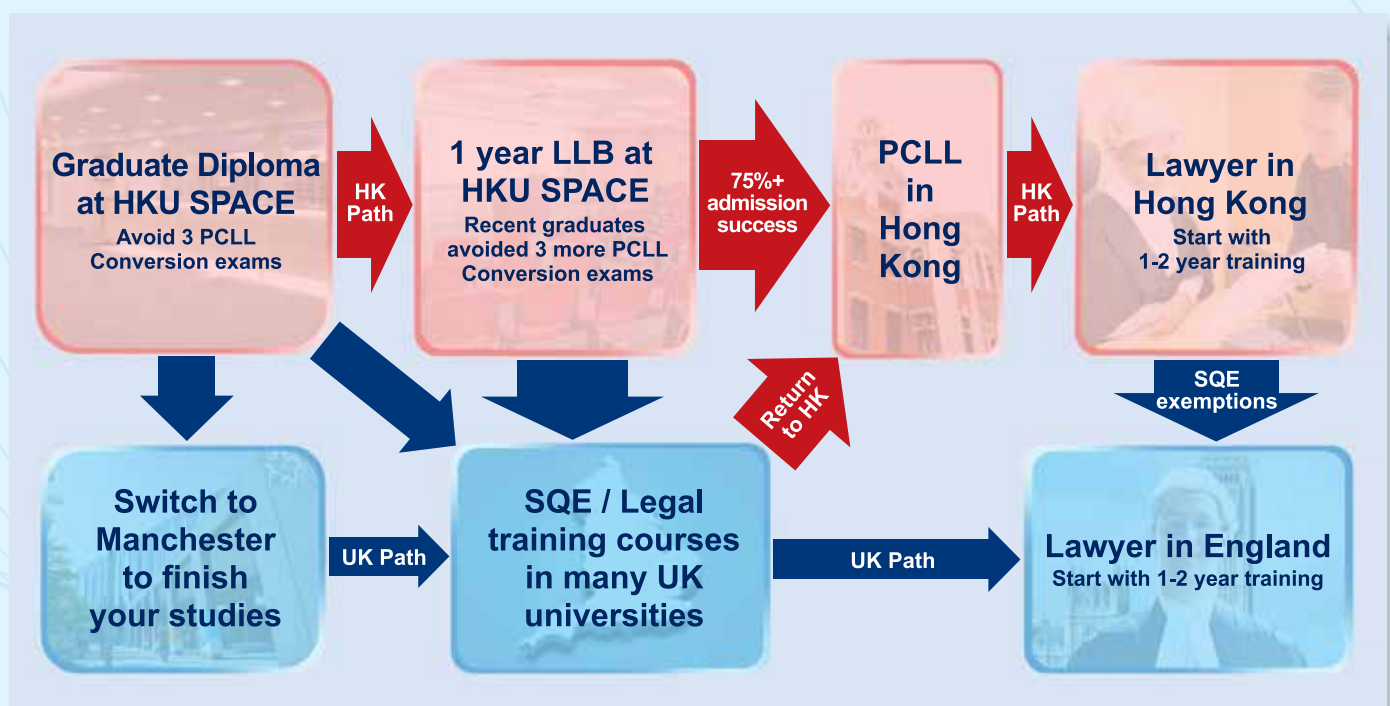 Graduate Diploma
at HKU SPACE
Avoid 3 PCLL
Conversion exams
HK
Path
1 year LLB at
HKU SPACE
Recent graduates
avoided 3 more PCLL
Conversion exams
75%+
admission
success
PCLL
in
Hong
Kong
HK
Path
Lawyer in
Hong Kong
Start with
1-2 year training
Return
to HK
SQE
exemptions
Switch to
Manchester
to finish
your studies
UK Path
SQE / Legal
training courses
in many UK
universities
UK Path
Lawyer in England
Start with 1-2 year training